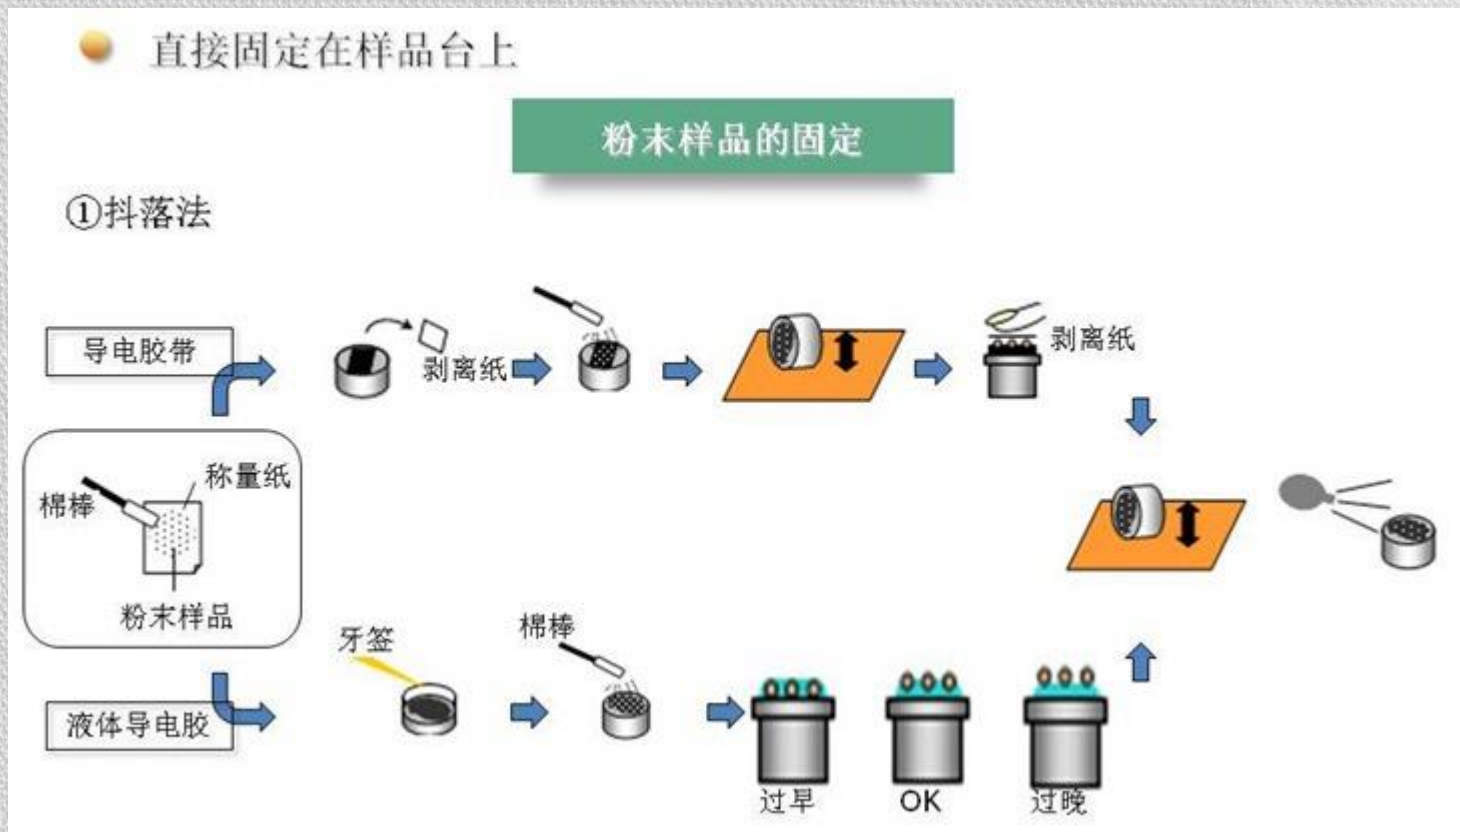 直接固定在样品台上
粉末样品的固定
①抖落法
导电胶带
剥离纸
剥离纸
称量纸
棉棒
粉末样品
牙签
棉棒
液体导电胶
过早
OK
过晚